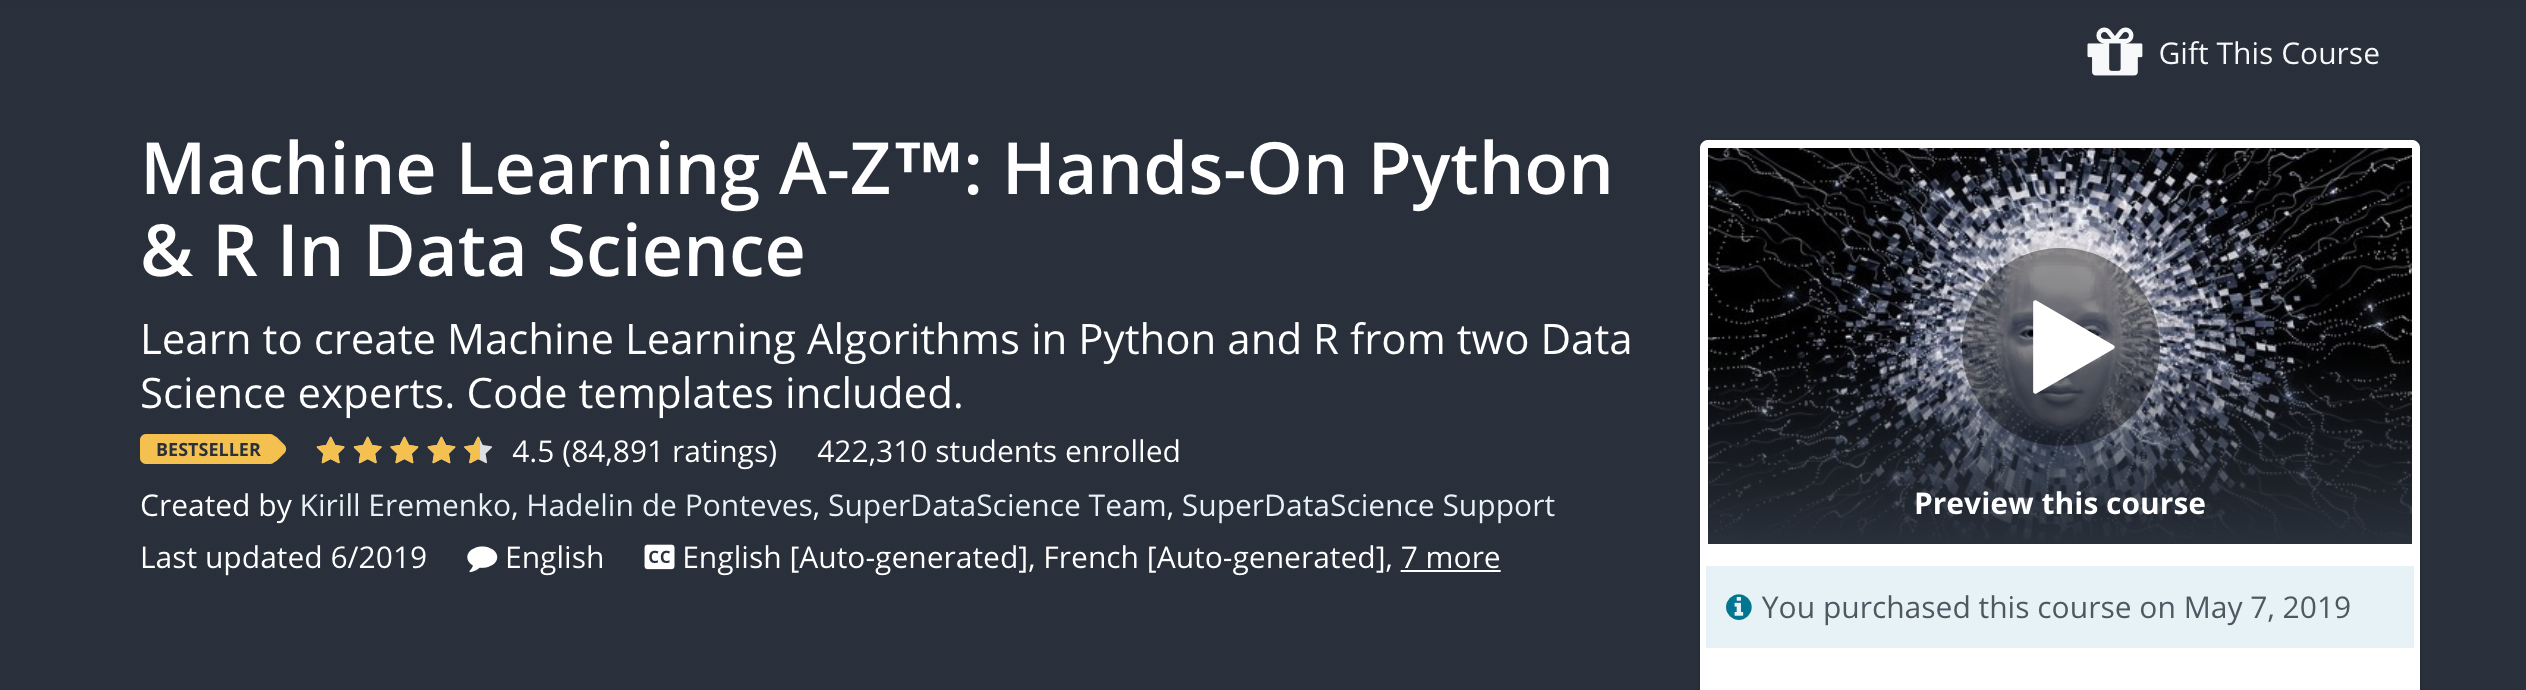 Gift This Course
Machine Learning A-Z™: Hands-On Python
& R In Data Science
Learn to create Machine Learning Algorithms in Python and R from two Data
Science experts. Code templates included.
BESTSELLER 4.5 (84,891 ratings) 422,310 students enrolled
Created by Kirill Eremenko, Hadelin de Ponteves, SuperDataScience Team, SuperDataScience Support
Last updated 6/2019 English CC English [Auto-generated], French [Auto-generated], 7 more
Preview this course
You purchased this course on May 7, 2019